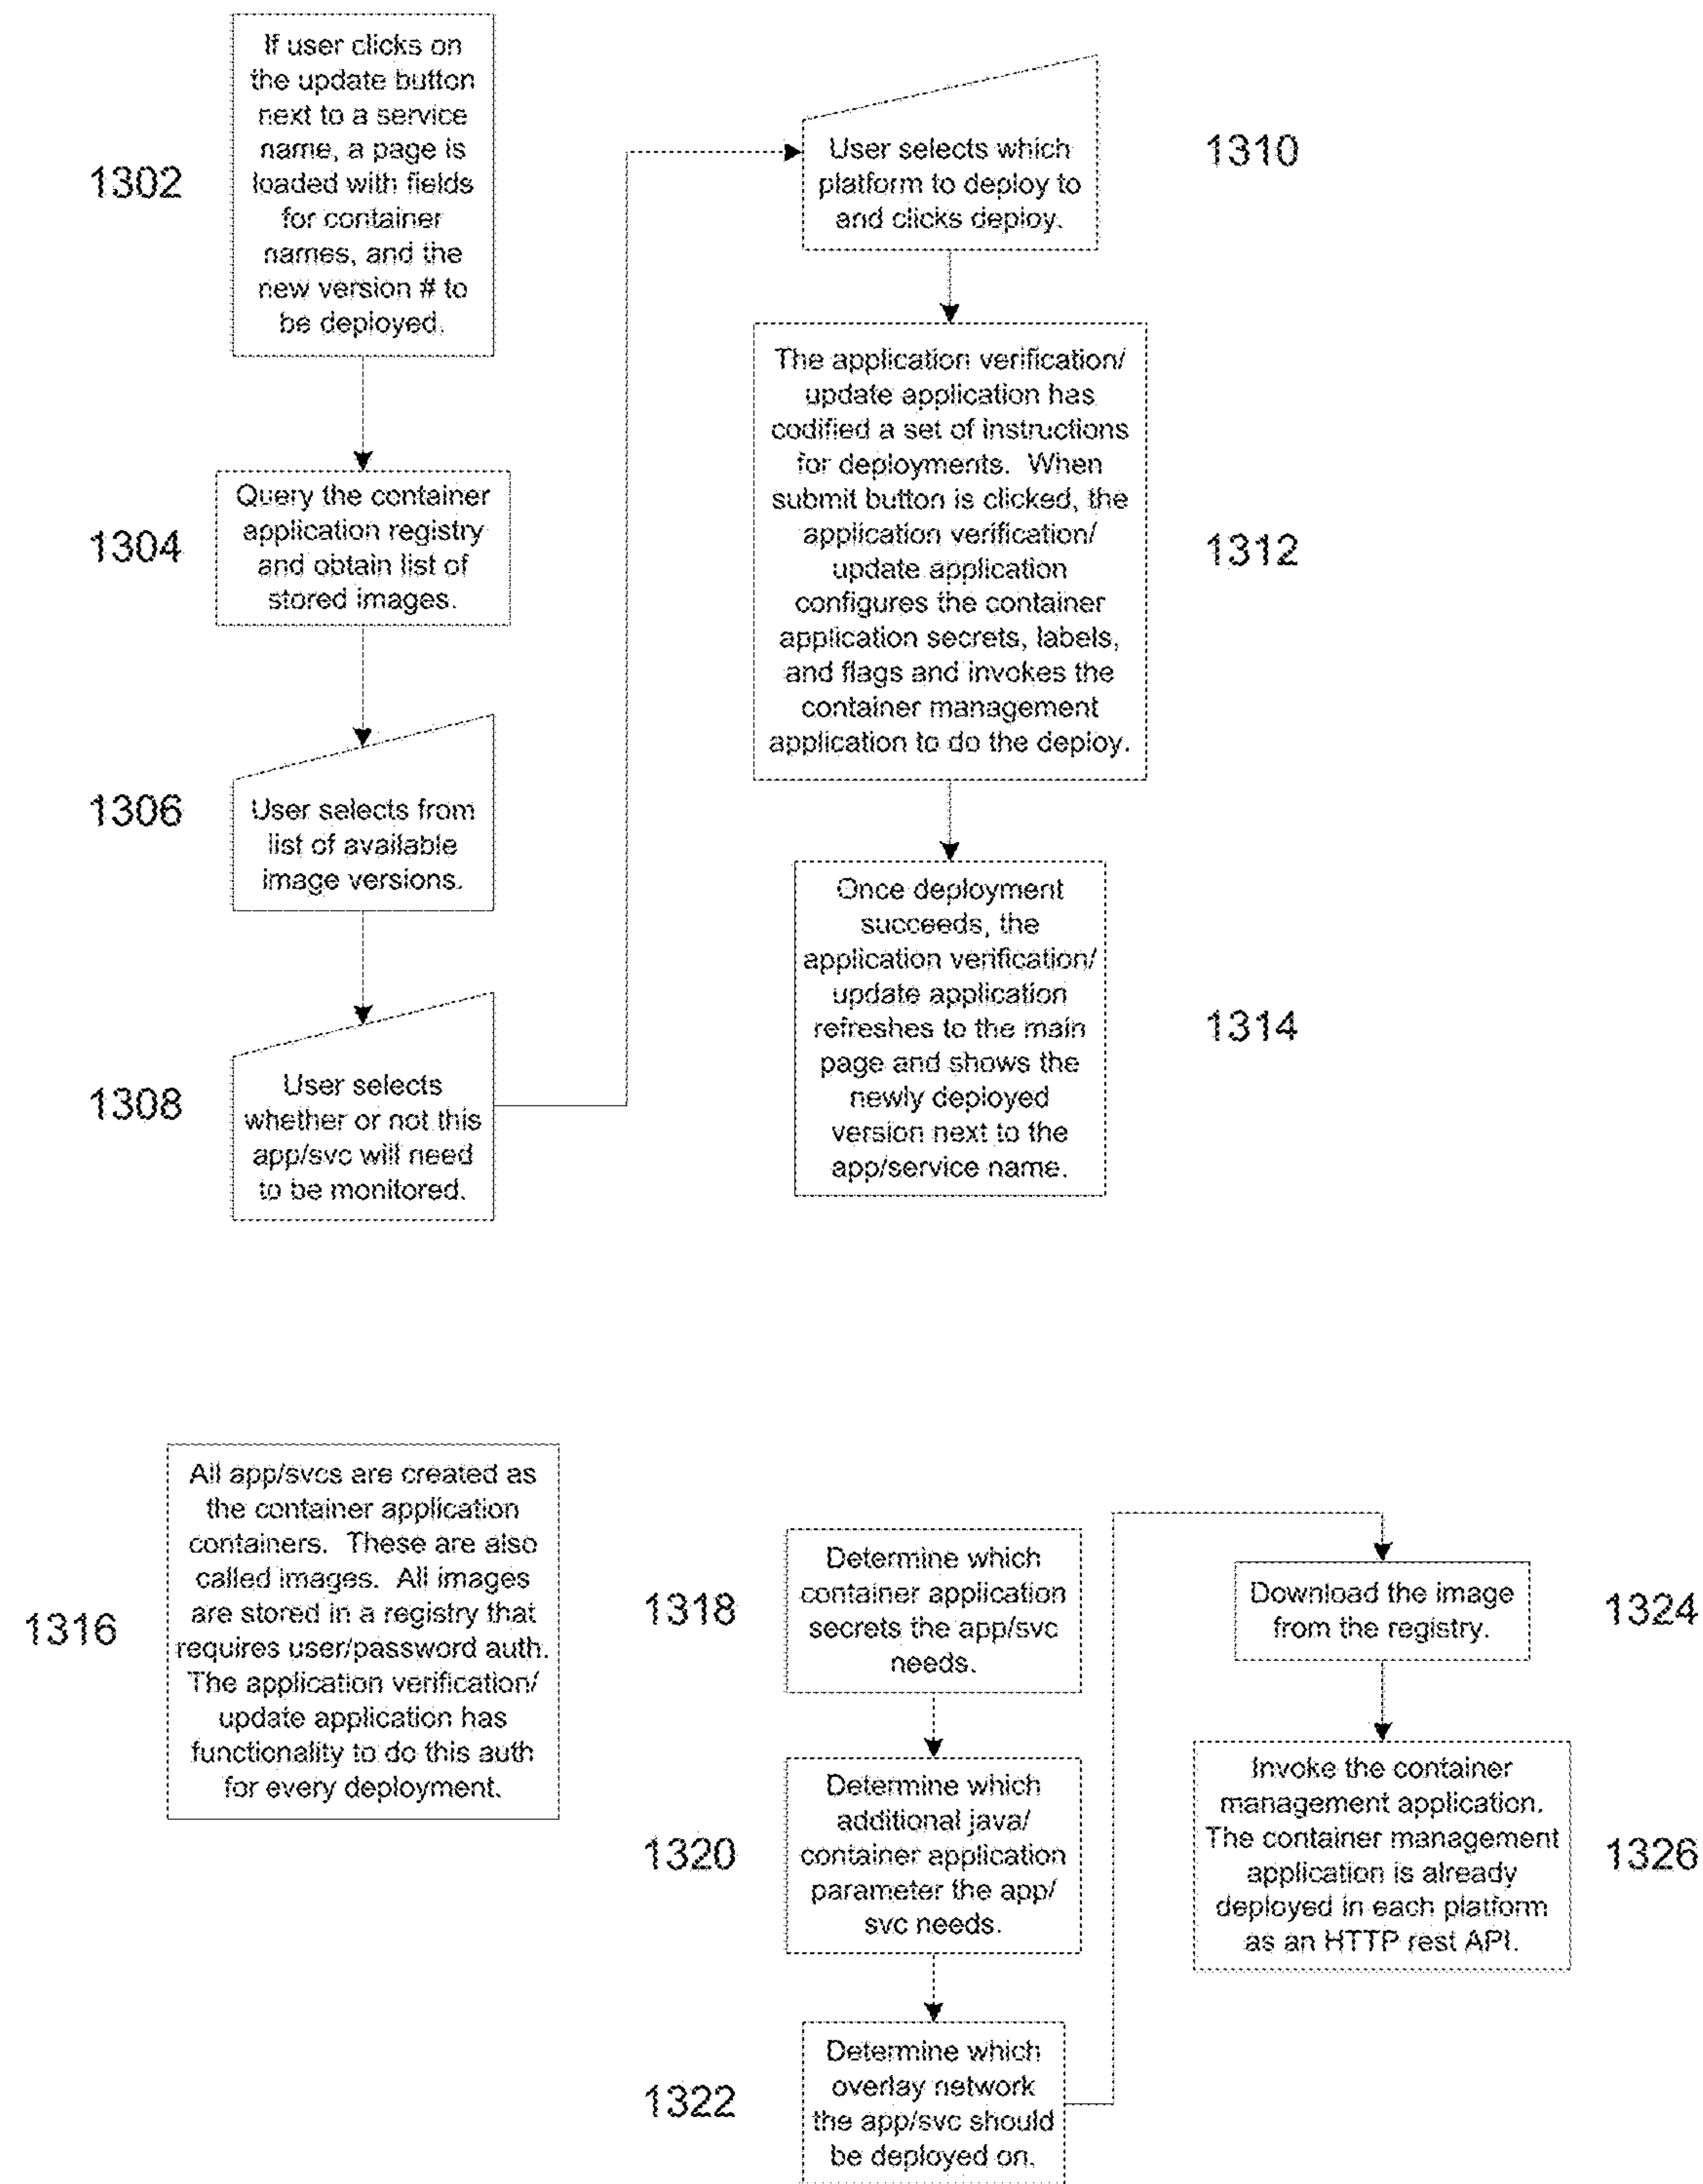 1302
If user clicks on
the update button
next to a service
name, a page is
loaded with fields
for container
names, and the
new version # to
be deployed.
1304
Query the container
application registry
and obtain list of
stored images.
1306
User selects from
list of available
image versions.
1308
User selects
whether or not this
app/svc will need
to be monitored.
User selects which
platform to deploy to
and clicks deploy.
1310
The application verification/
update application has
codified a set of instructions
for deployments. When
submit button is clicked, the
application verification/
update application
configures the container
application secrets, labels,
and flags and invokes the
container management
application to do the deploy.
1312
Once deployment
succeeds, the
application verification/
update application
refreshes to the main
page and shows the
newly deployed
version next to the
app/service name.
1314
1316
All app/svcs are created as
the container application
containers. These are also
called images. All images
are stored in a registry that
requires user/password auth.
The application verification/
update application has
functionality to do this auth
for every deployment.
1318
Determine which
container application
secrets the app/svc
needs.
1320
Determine which
additional java/
container application
parameter the app/
svc needs.
1322
Determine which
overlay network
the app/svc should
be deployed on.
Download the image
from the registry.
1324
Invoke the container
management application.
The container management
application is already
deployed in each platform
as an HTTP rest API.
1326